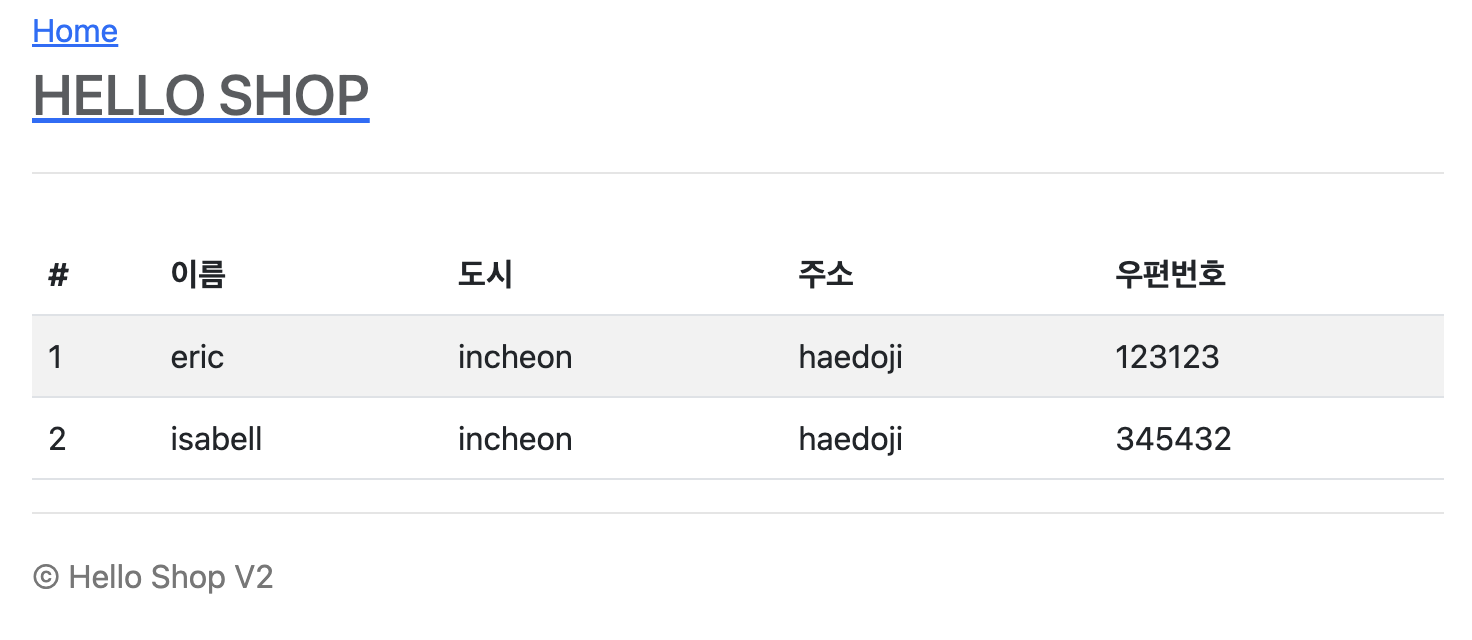 Home
HELLO SHOP
# 이름 도시 주소 우편번호
1 eric incheon haedoji 123123
2 isabell incheon haedoji 345432
© Hello Shop V2